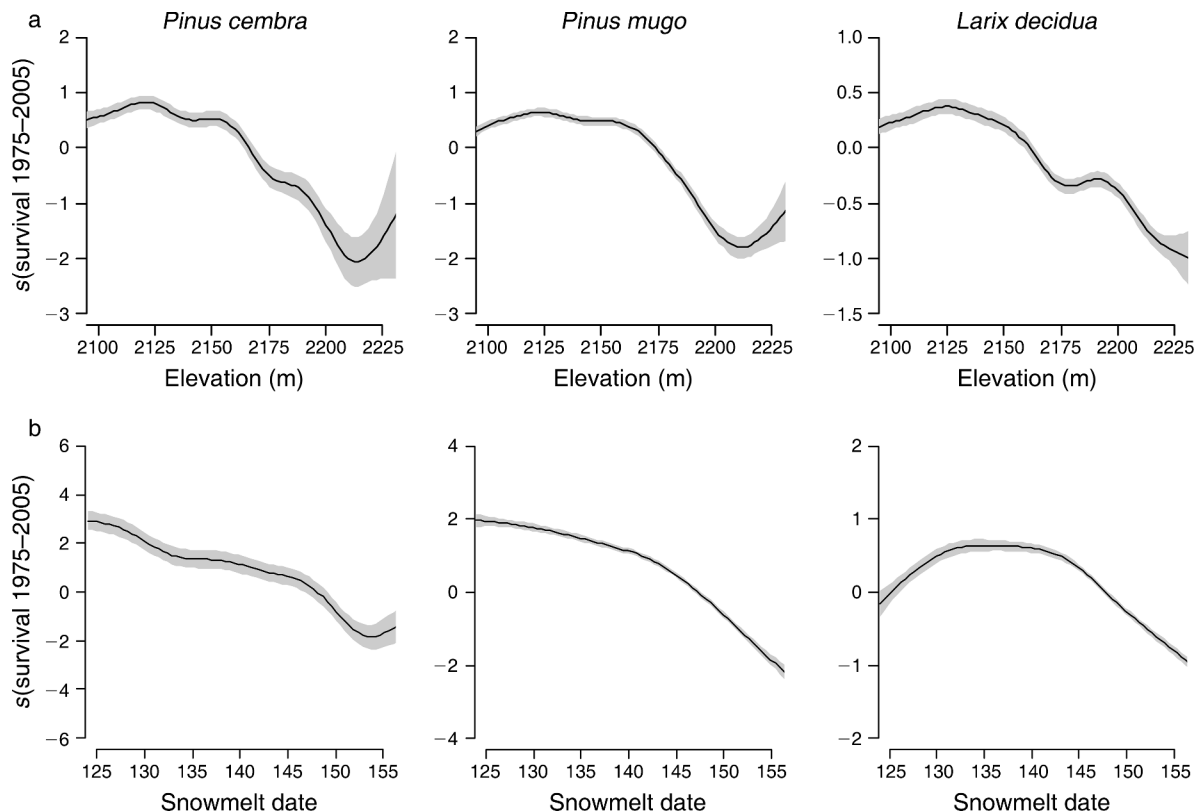 a
Pinus cembra
Pinus mugo
Larix decidua
s(survival 1975–2005)
2
1
0
−1
−2
−3
2100 2125 2150 2175 2200 2225
Elevation (m)
2
1
0
−1
−2
−3
2100 2125 2150 2175 2200 2225
Elevation (m)
1.0
0.5
0.0
−0.5
−1.0
−1.5
2100 2125 2150 2175 2200 2225
Elevation (m)
b
s(survival 1975–2005)
6
4
2
0
−2
−4
−6
125 130 135 140 145 150 155
Snowmelt date
4
2
0
−2
−4
125 130 135 140 145 150 155
Snowmelt date
2
1
0
−1
−2
125 130 135 140 145 150 155
Snowmelt date